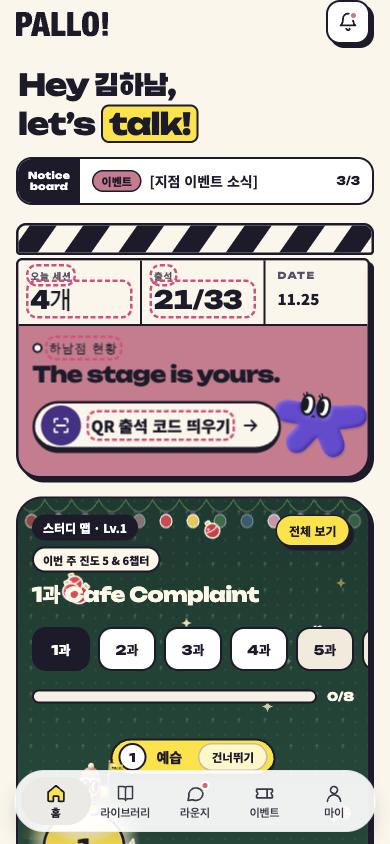 PALLO!
Hey 김하남,
let's talk!
Notice board
이벤트
[지점 이벤트 소식]
3/3
오늘 세션
4개
출석
21/33
DATE
11.25
하남점 현황
The stage is yours.
QR 출석 코드 띄우기 →
스터디 맵 · Lv.1
전체 보기
이번 주 진도 5 & 6챕터
1과 Cafe Complaint
1과
2과
3과
4과
5과
0/8
1 예습 건너뛰기
홈
라이브러리
라운지
이벤트
마이